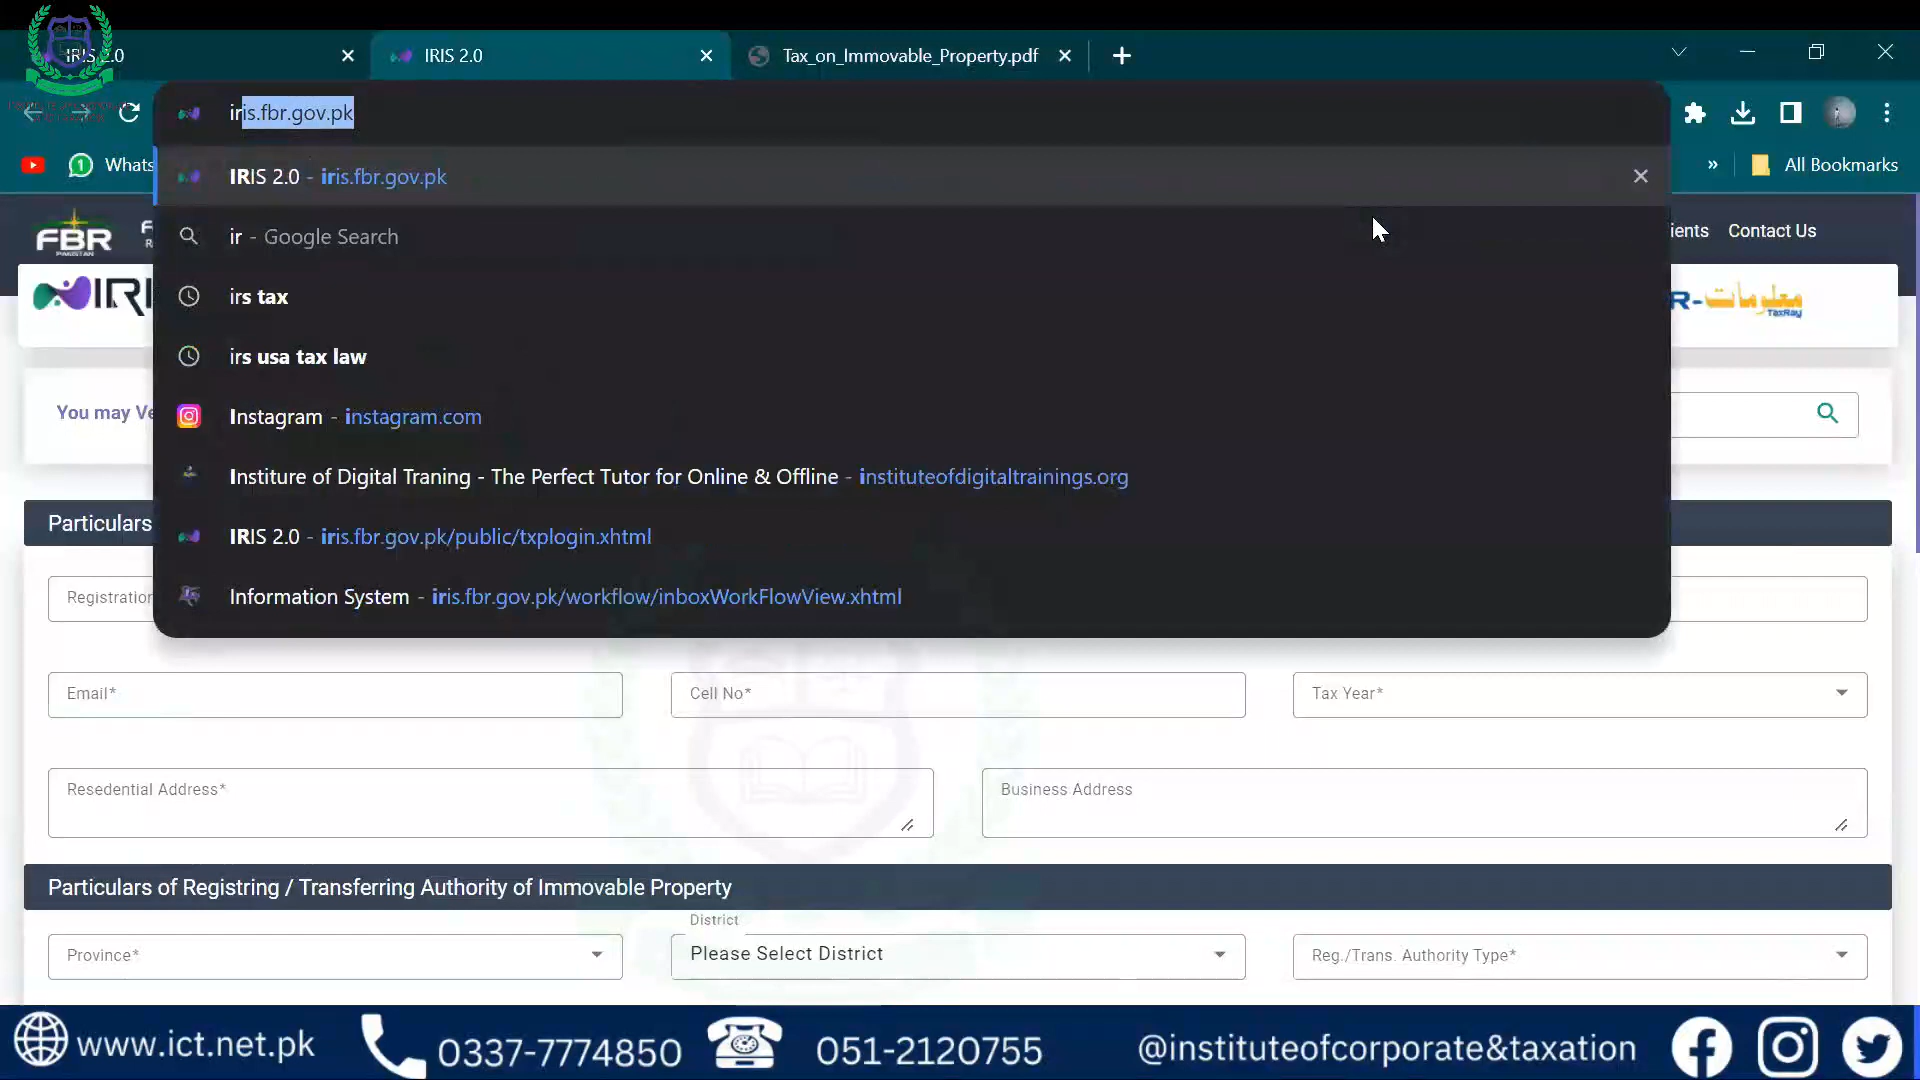 IRIS 2.0
IRIS 2.0
Tax_on_Immovable_Property.pdf
iris.fbr.gov.pk
1
Whats
»
All Bookmarks
IRIS 2.0 - iris.fbr.gov.pk
ir - Google Search
irs tax
irs usa tax law
Instagram - instagram.com
Institure of Digital Traning - The Perfect Tutor for Online & Offline - instituteofdigitaltrainings.org
IRIS 2.0 - iris.fbr.gov.pk/public/txplogin.xhtml
Information System - iris.fbr.gov.pk/workflow/inboxWorkFlowView.xhtml
FBR
PAKISTAN
F
R
ients
Contact Us
IRI
R-معلومات
TaxRay
You may Ve
Particulars
Registration
Email*
Cell No*
Tax Year*
Resedential Address*
Business Address
Particulars of Registring / Transferring Authority of Immovable Property
Province*
District
Please Select District
Reg./Trans. Authority Type*
www.ict.net.pk
0337-7774850
051-2120755
@instituteofcorporate&taxation